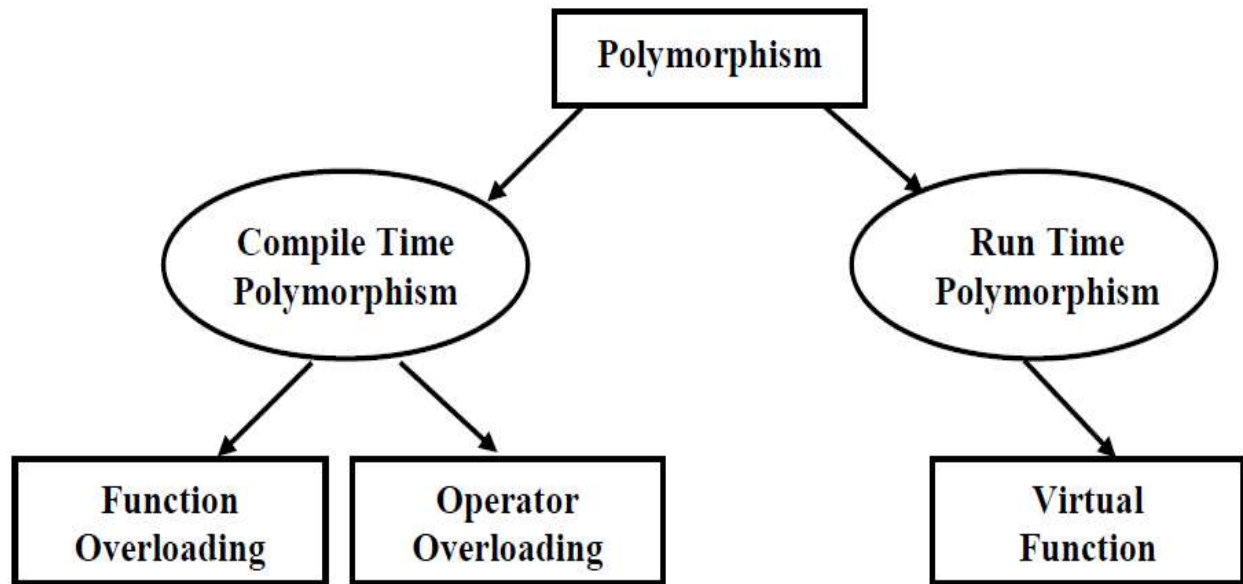 Polymorphism
Compile Time
Polymorphism
Run Time
Polymorphism
Function
Overloading
Operator
Overloading
Virtual
Function